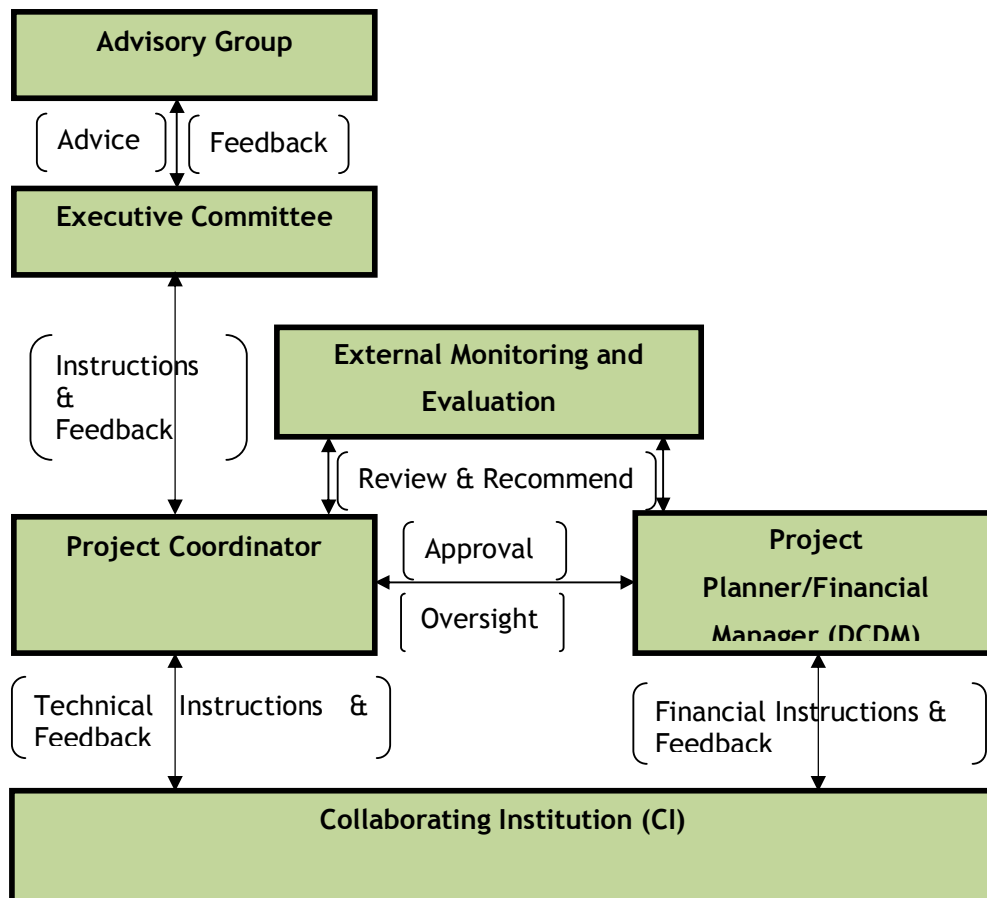 Advisory Group
Advice
Feedback
Executive Committee
Instructions
&
Feedback
External Monitoring and
Evaluation
Review & Recommend
Project Coordinator
Approval
Oversight
Project
Planner/Financial
Manager (DCDM)
Technical Instructions &
Feedback
Financial Instructions &
Feedback
Collaborating Institution (CI)